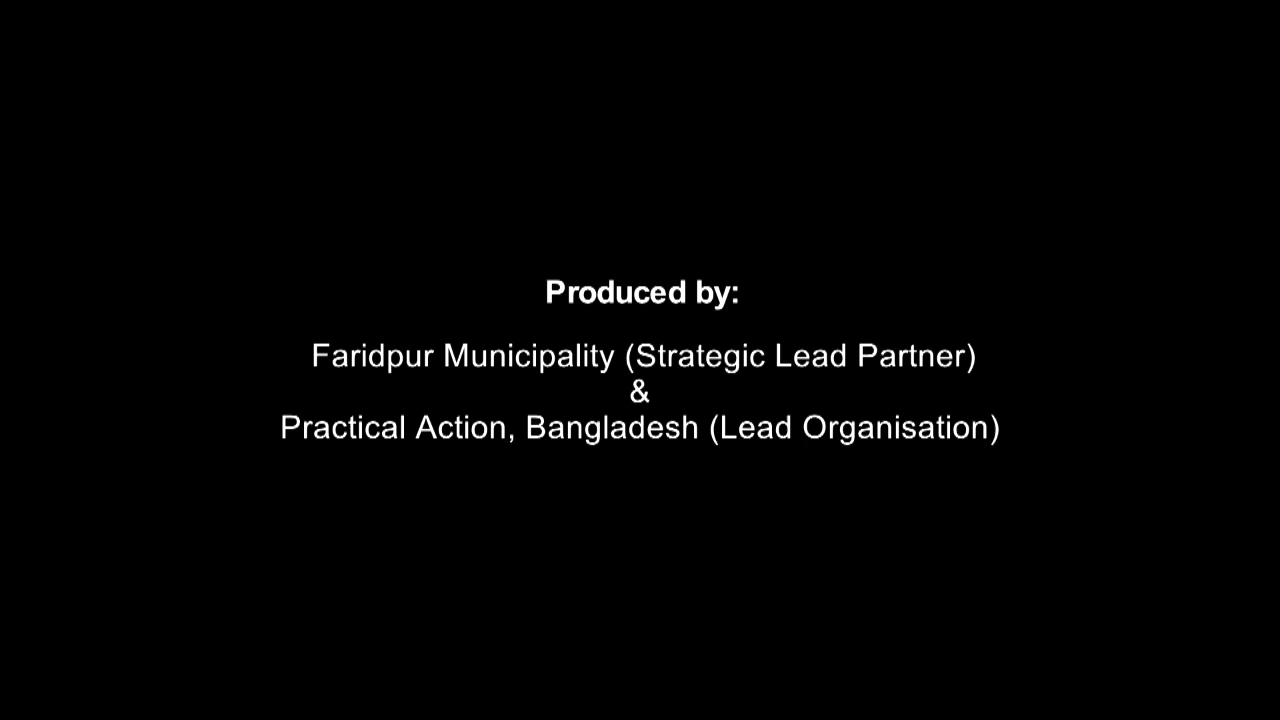 Produced by:
Faridpur Municipality (Strategic Lead Partner)
&
Practical Action, Bangladesh (Lead Organisation)